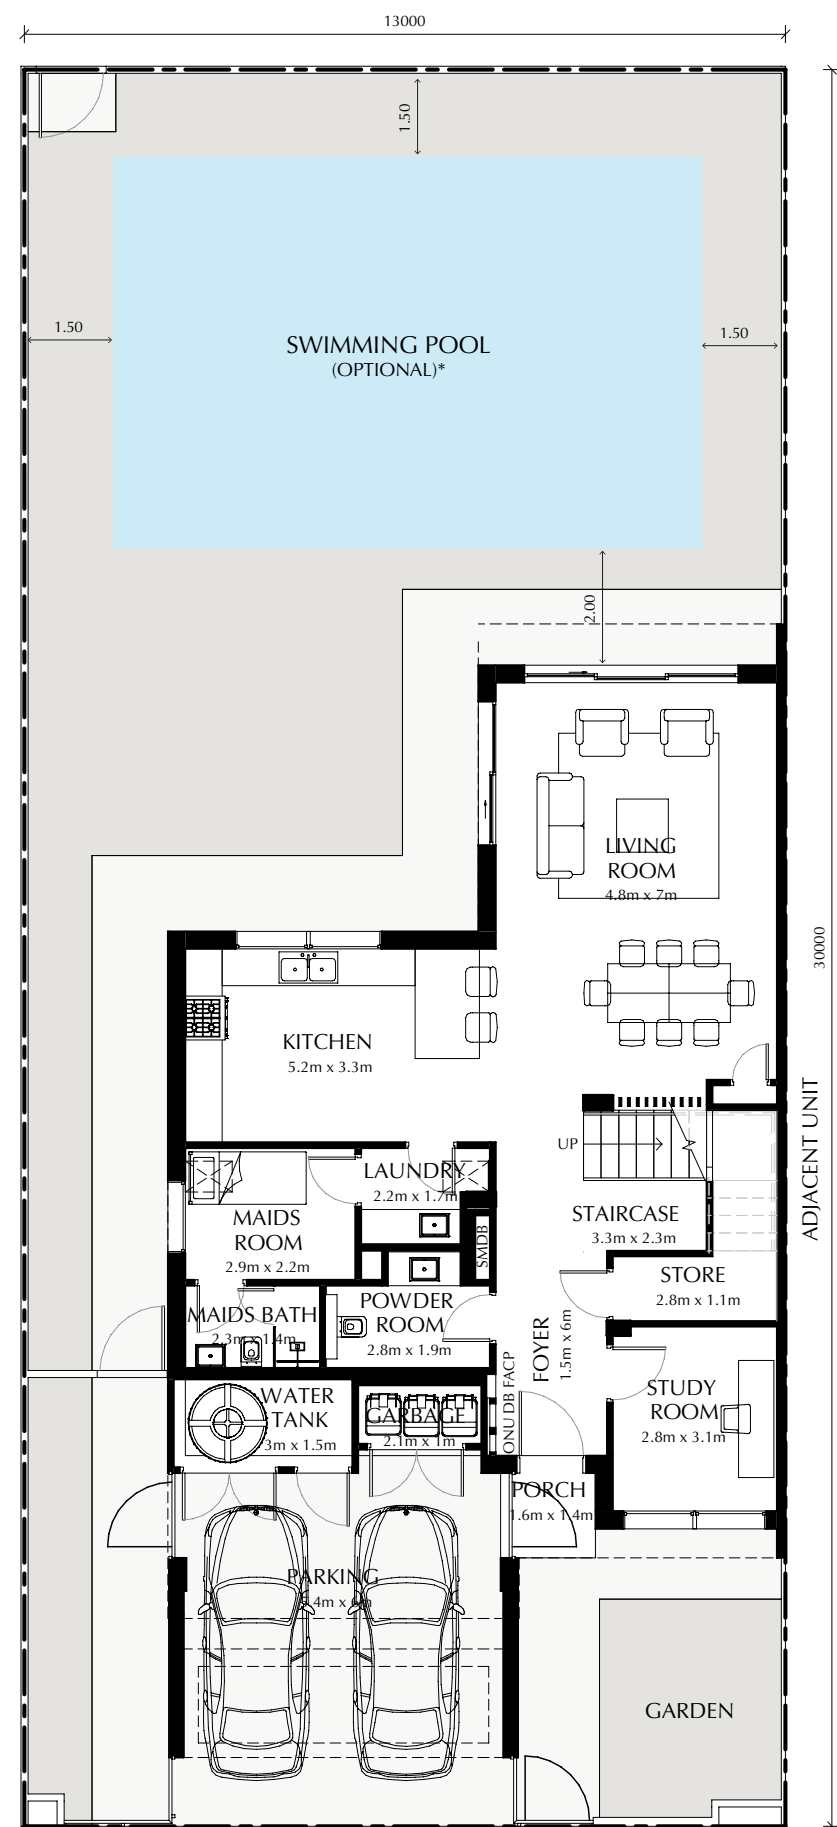 13000
1.50
1.50
1.50
SWIMMING POOL
(OPTIONAL)*
2.00
LIVING
ROOM
4.8m x 7m
30000
ADJACENT UNIT
KITCHEN
5.2m x 3.3m
UP
LAUNDRY
2.2m x 1.7m
STAIRCASE
3.3m x 2.3m
MAIDS
ROOM
2.9m x 2.2m
SMDB
STORE
2.8m x 1.1m
MAIDS BATH
2.3m x 1.4m
POWDER
ROOM
2.8m x 1.9m
FOYER
1.5m x 6m
ONU DB FACP
STUDY
ROOM
2.8m x 3.1m
WATER
TANK
3m x 1.5m
GARBAGE
2.1m x 1m
PORCH
1.6m x 1.4m
PARKING
GARDEN